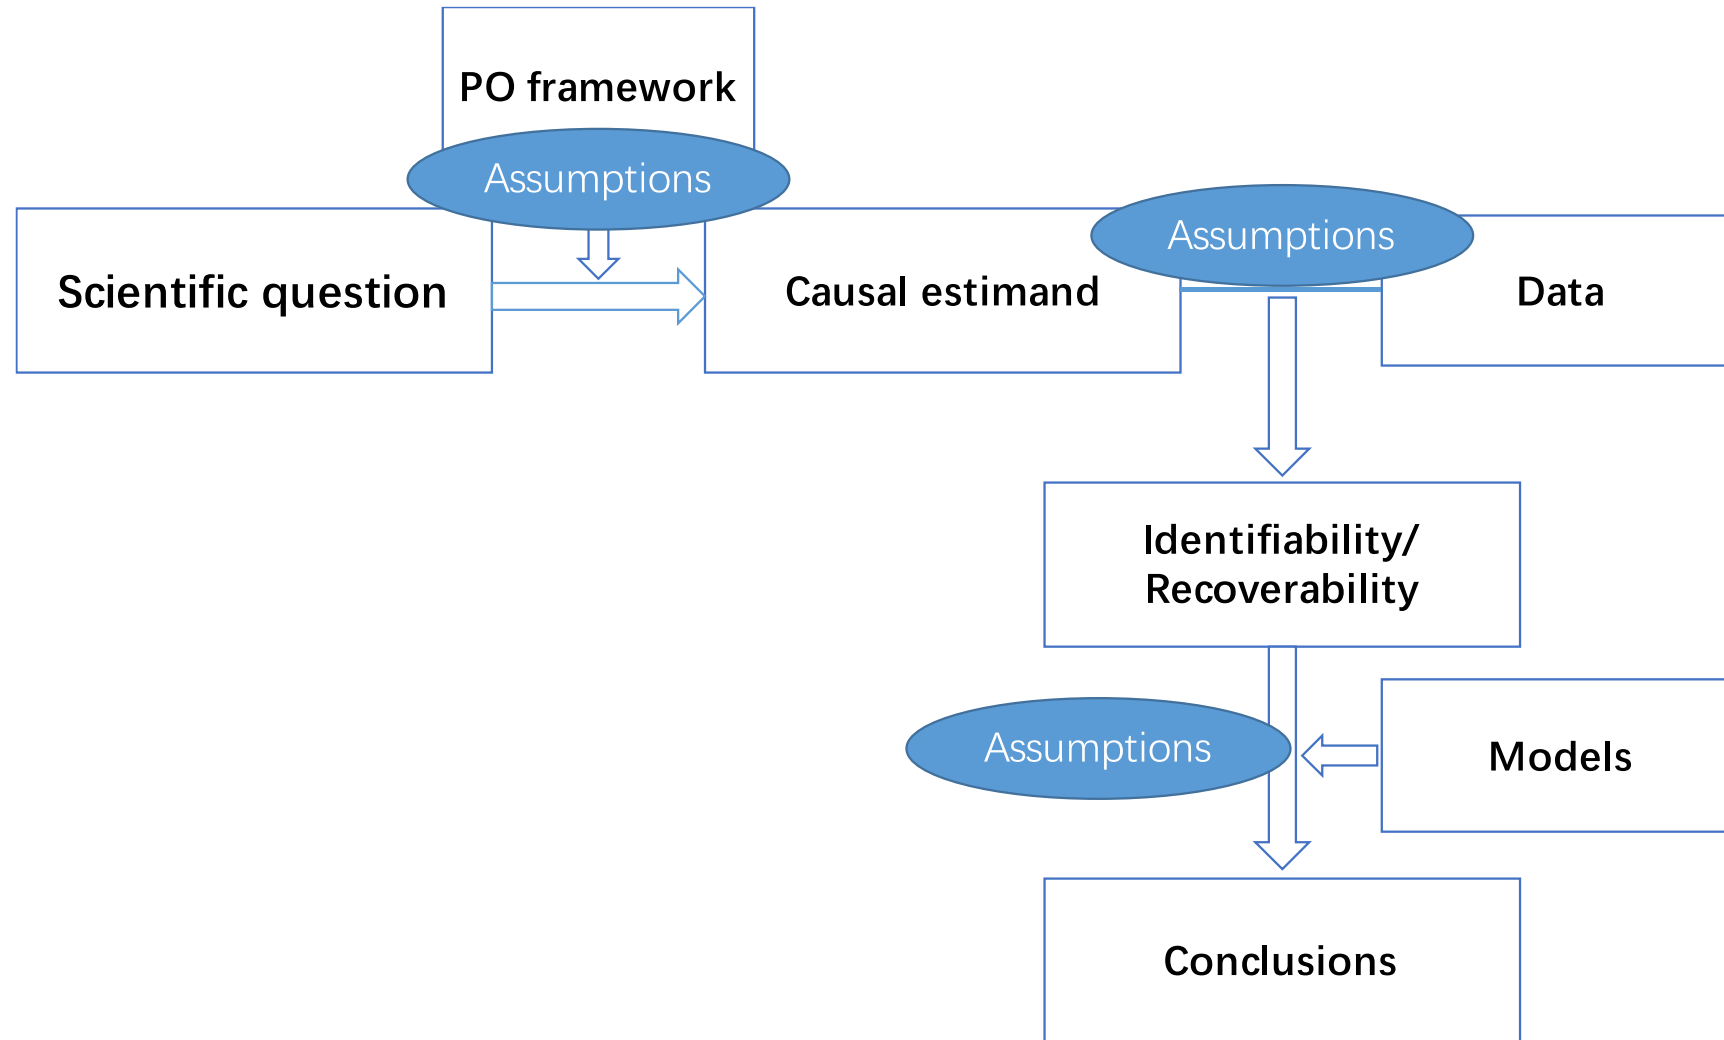 PO framework
Assumptions
Assumptions
Scientific question
Causal estimand
Data
Identifiability/
Recoverability
Assumptions
Models
Conclusions